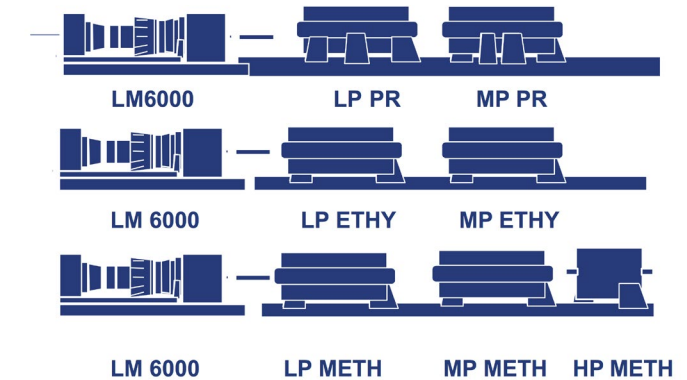 LM6000 LP PR MP PR
LM 6000 LP ETHY MP ETHY
LM 6000 LP METH MP METH HP METH